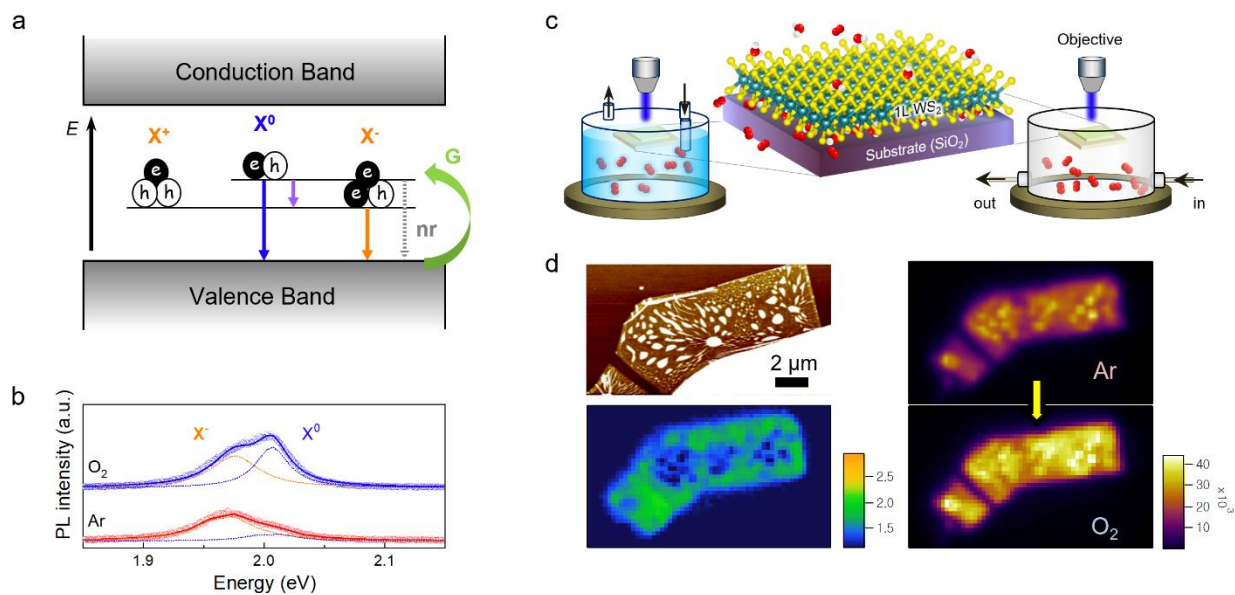 a
Conduction Band
E
X⁺
X⁰
X⁻
G
e
h h
e h
e
e h
nr
Valence Band
b
PL intensity (a.u.)
X⁻
X⁰
O₂
Ar
1.9
2.0
2.1
Energy (eV)
c
Objective
1L WS₂
Substrate (SiO₂)
out
in
d
2 μm
Ar
2.5
2.0
1.5
O₂
40
30
20
10
x10³